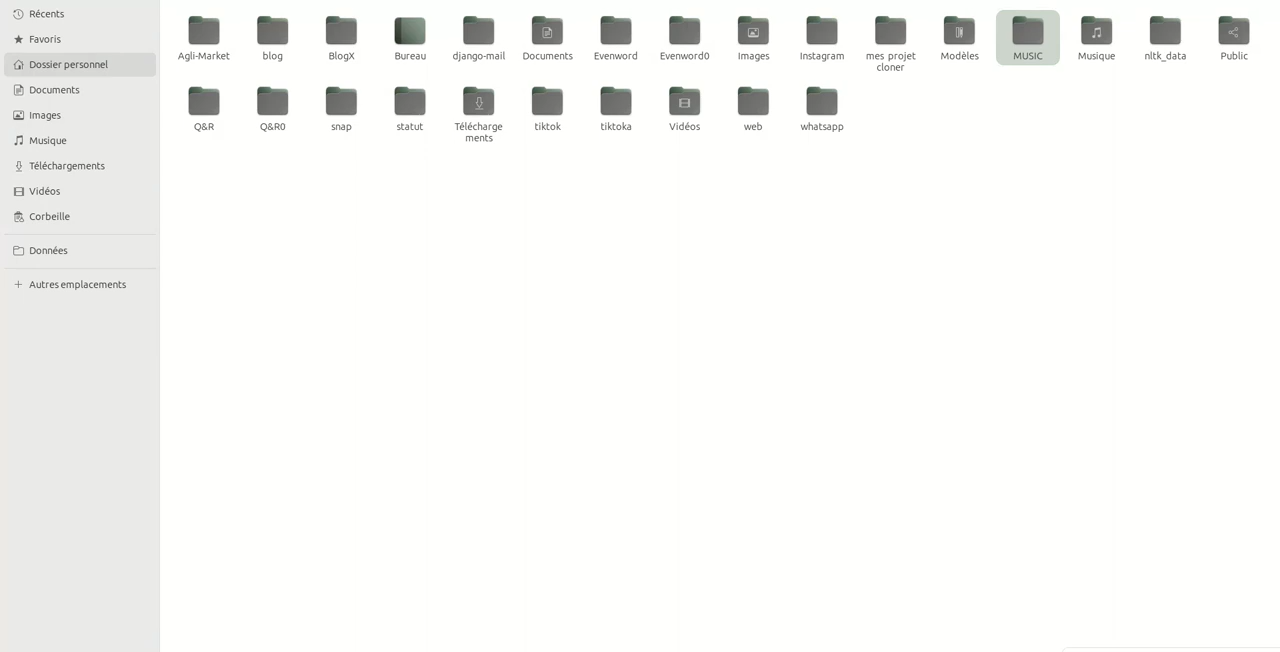 Récents
Favoris
Dossier personnel
Documents
Images
Musique
Téléchargements
Vidéos
Corbeille
Données
Autres emplacements
Agli-Market
blog
BlogX
Bureau
django-mail
Documents
Evenword
Evenword0
Images
Instagram
mes projet
cloner
Modèles
MUSIC
Musique
nltk_data
Public
Q&R
Q&R0
snap
statut
Télécharge
ments
tiktok
tiktoka
Vidéos
web
whatsapp